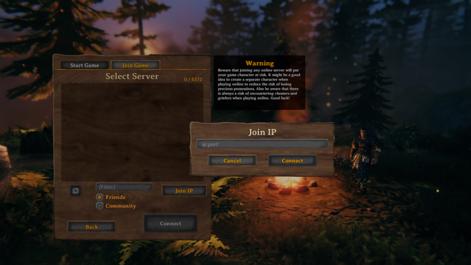 Start Game
Join Game
Select Server
0 / 6372
Warning
Beware that joining any online server will put
your game character at risk. It might be a good
idea to create a separate character when
playing online to reduce the risk of losing
precious possessions. Also be aware that there
is always a risk of encountering cheaters and
griefers when playing online. Good luck!
Join IP
ip:port
Cancel
Connect
(Filter)
Join IP
Friends
Community
Back
Connect